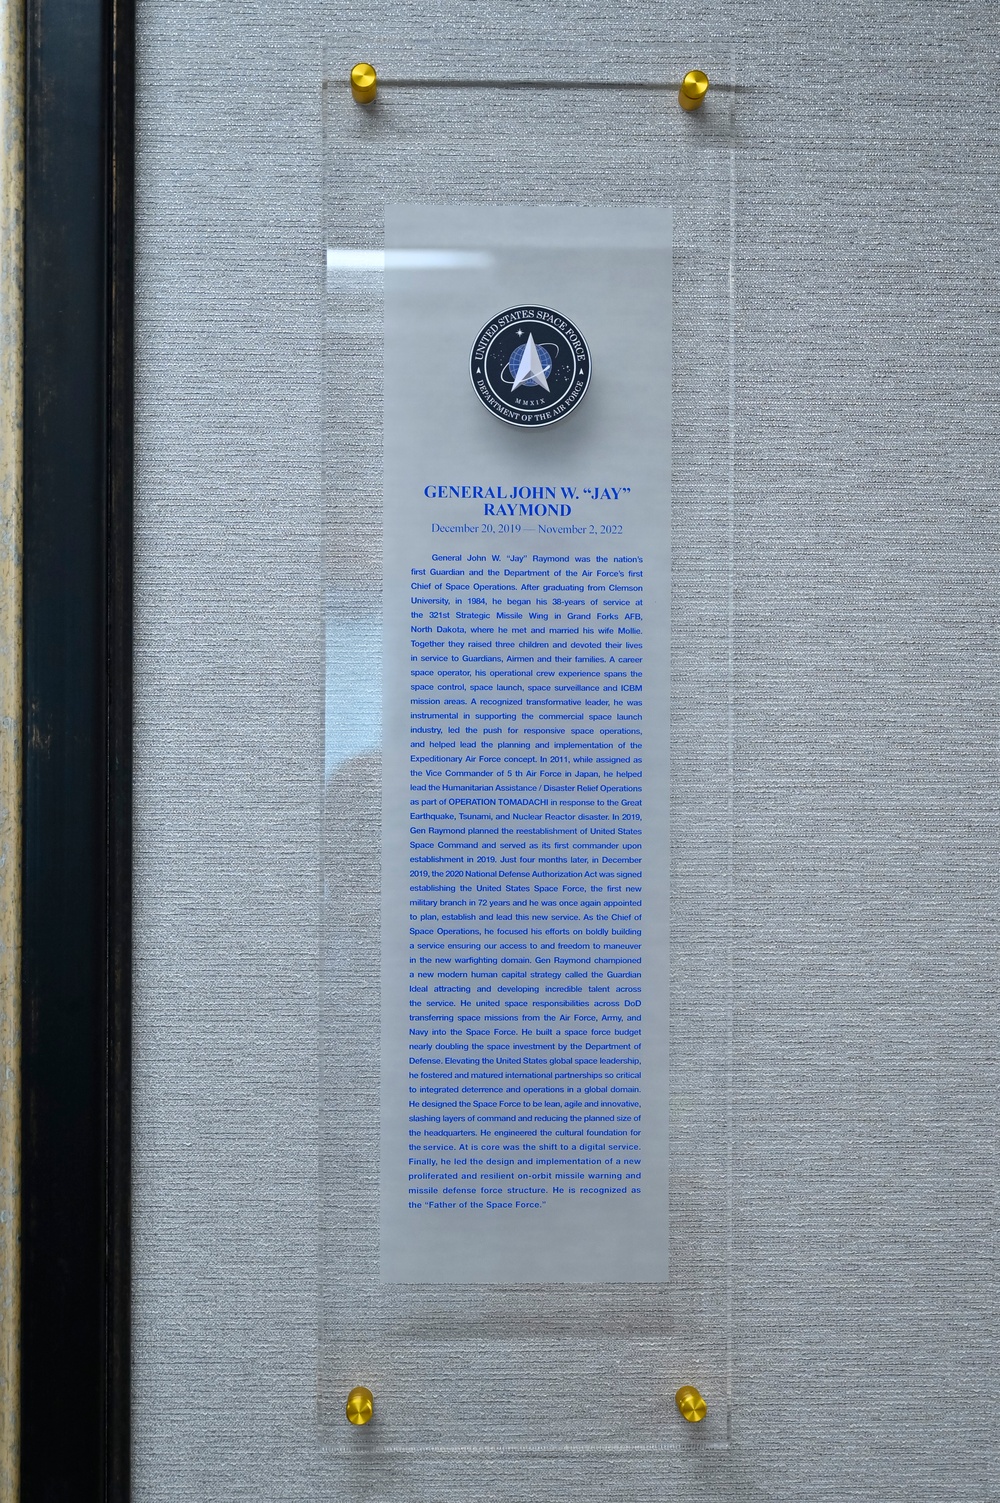 UNITED STATES SPACE FORCE
MMXIX
DEPARTMENT OF THE AIR FORCE
GENERAL JOHN W. “JAY”
RAYMOND
December 20, 2019 — November 2, 2022
General John W. “Jay” Raymond was the nation’s
first Guardian and the Department of the Air Force’s first
Chief of Space Operations. After graduating from Clemson
University, in 1984, he began his 38-years of service at
the 321st Strategic Missile Wing in Grand Forks AFB,
North Dakota, where he met and married his wife Mollie.
Together they raised three children and devoted their lives
in service to Guardians, Airmen and their families. A career
space operator, his operational crew experience spans the
space control, space launch, space surveillance and ICBM
mission areas. A recognized transformative leader, he was
instrumental in supporting the commercial space launch
industry, led the push for responsive space operations,
and helped lead the planning and implementation of the
Expeditionary Air Force concept. In 2011, while assigned as
the Vice Commander of 5 th Air Force in Japan, he helped
lead the Humanitarian Assistance / Disaster Relief Operations
as part of OPERATION TOMADACHI in response to the Great
Earthquake, Tsunami, and Nuclear Reactor disaster. In 2019,
Gen Raymond planned the reestablishment of United States
Space Command and served as its first commander upon
establishment in 2019. Just four months later, in December
2019, the 2020 National Defense Authorization Act was signed
establishing the United States Space Force, the first new
military branch in 72 years and he was once again appointed
to plan, establish and lead this new service. As the Chief of
Space Operations, he focused his efforts on boldly building
a service ensuring our access to and freedom to maneuver
in the new warfighting domain. Gen Raymond championed
a new modern human capital strategy called the Guardian
Ideal attracting and developing incredible talent across
the service. He united space responsibilities across DoD
transferring space missions from the Air Force, Army, and
Navy into the Space Force. He built a space force budget
nearly doubling the space investment by the Department of
Defense. Elevating the United States global space leadership,
he fostered and matured international partnerships so critical
to integrated deterrence and operations in a global domain.
He designed the Space Force to be lean, agile and innovative,
slashing layers of command and reducing the planned size of
the headquarters. He engineered the cultural foundation for
the service. At is core was the shift to a digital service.
Finally, he led the design and implementation of a new
proliferated and resilient on-orbit missile warning and
missile defense force structure. He is recognized as
the “Father of the Space Force.”